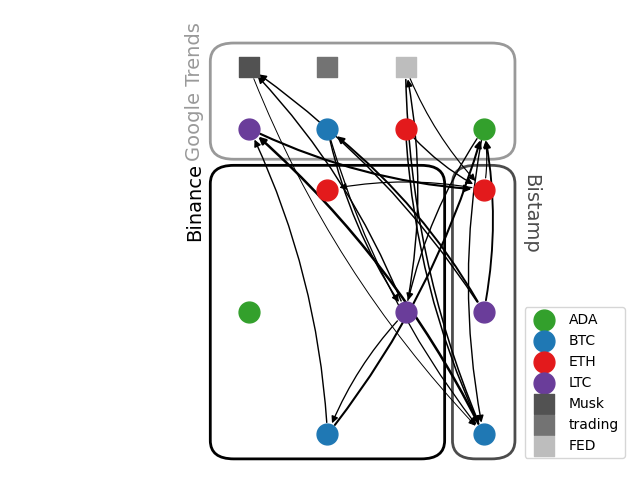 Google Trends
Binance
Bistamp
ADA
BTC
ETH
LTC
Musk
trading
FED